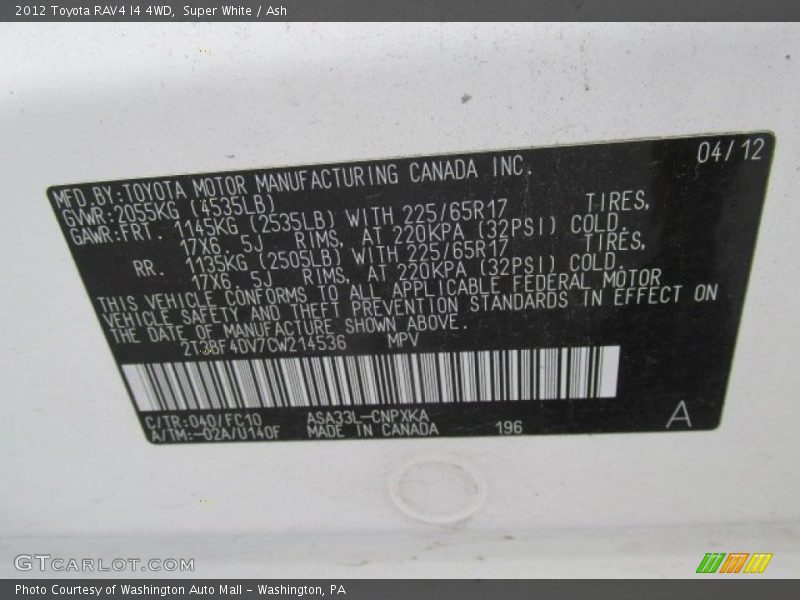 2012 Toyota RAV4 I4 4WD, Super White / Ash
04/12
MFD.BY:TOYOTA MOTOR MANUFACTURING CANADA INC.
GVWR:2055KG (4535LB)
GAWR:FRT. 1145KG (2535LB) WITH 225/65R17 TIRES,
17X6. 5J RIMS, AT 220KPA (32PSI) COLD.
RR. 1135KG (2505LB) WITH 225/65R17 TIRES,
17X6. 5J RIMS, AT 220KPA (32PSI) COLD.
THIS VEHICLE CONFORMS TO ALL APPLICABLE FEDERAL MOTOR
VEHICLE SAFETY AND THEFT PREVENTION STANDARDS IN EFFECT ON
THE DATE OF MANUFACTURE SHOWN ABOVE.
2T3BF4DV7CW214536 MPV
C/TR:040/FC10 ASA33L-CNPXKA
A/TM:-02A/U140F MADE IN CANADA 196
A
GTCARLOT.COM
Photo Courtesy of Washington Auto Mall - Washington, PA